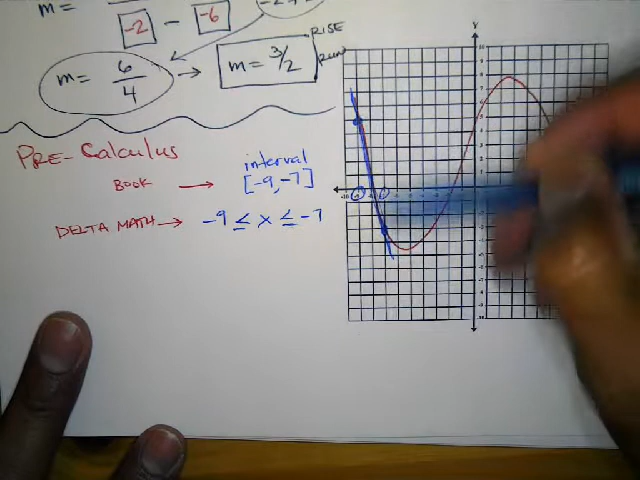 m =
-2 - -6
m = 6/4 → m = 3/2 RISE
RUN
PRE-Calculus
interval
BOOK → [-9, -7]
DELTA MATH → -9 ≤ x ≤ -7